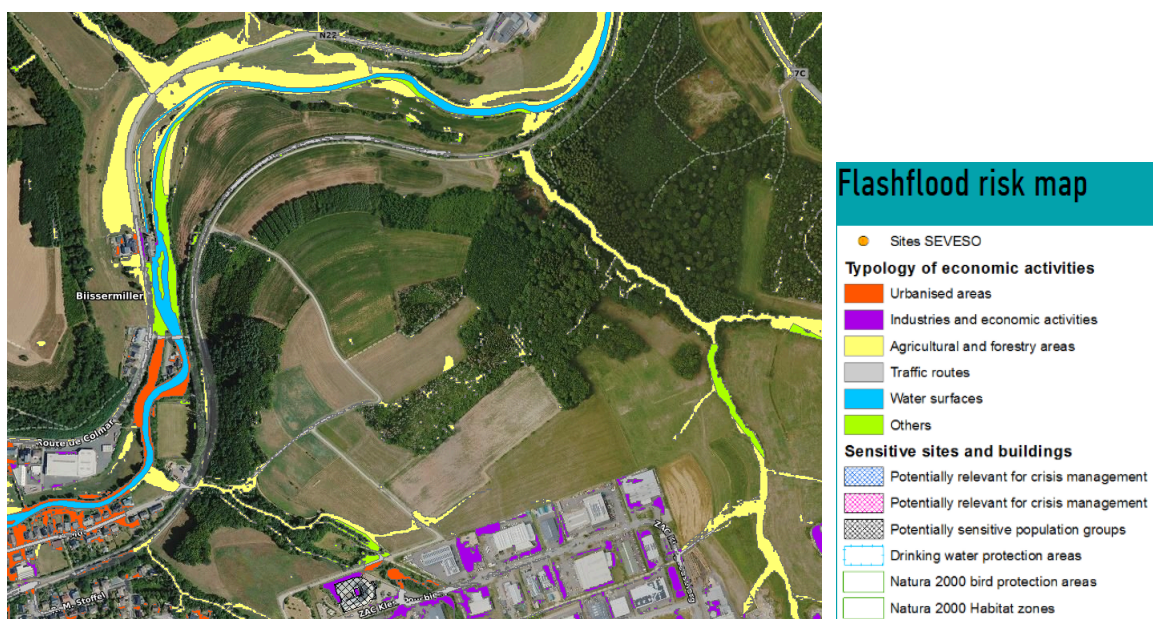 N22
7C
Biissermiller
Route de Colmar
R. M. Stoffel
ZAC Kles
Flashflood risk map
Sites SEVESO
Typology of economic activities
Urbanised areas
Industries and economic activities
Agricultural and forestry areas
Traffic routes
Water surfaces
Others
Sensitive sites and buildings
Potentially relevant for crisis management
Potentially relevant for crisis management
Potentially sensitive population groups
Drinking water protection areas
Natura 2000 bird protection areas
Natura 2000 Habitat zones